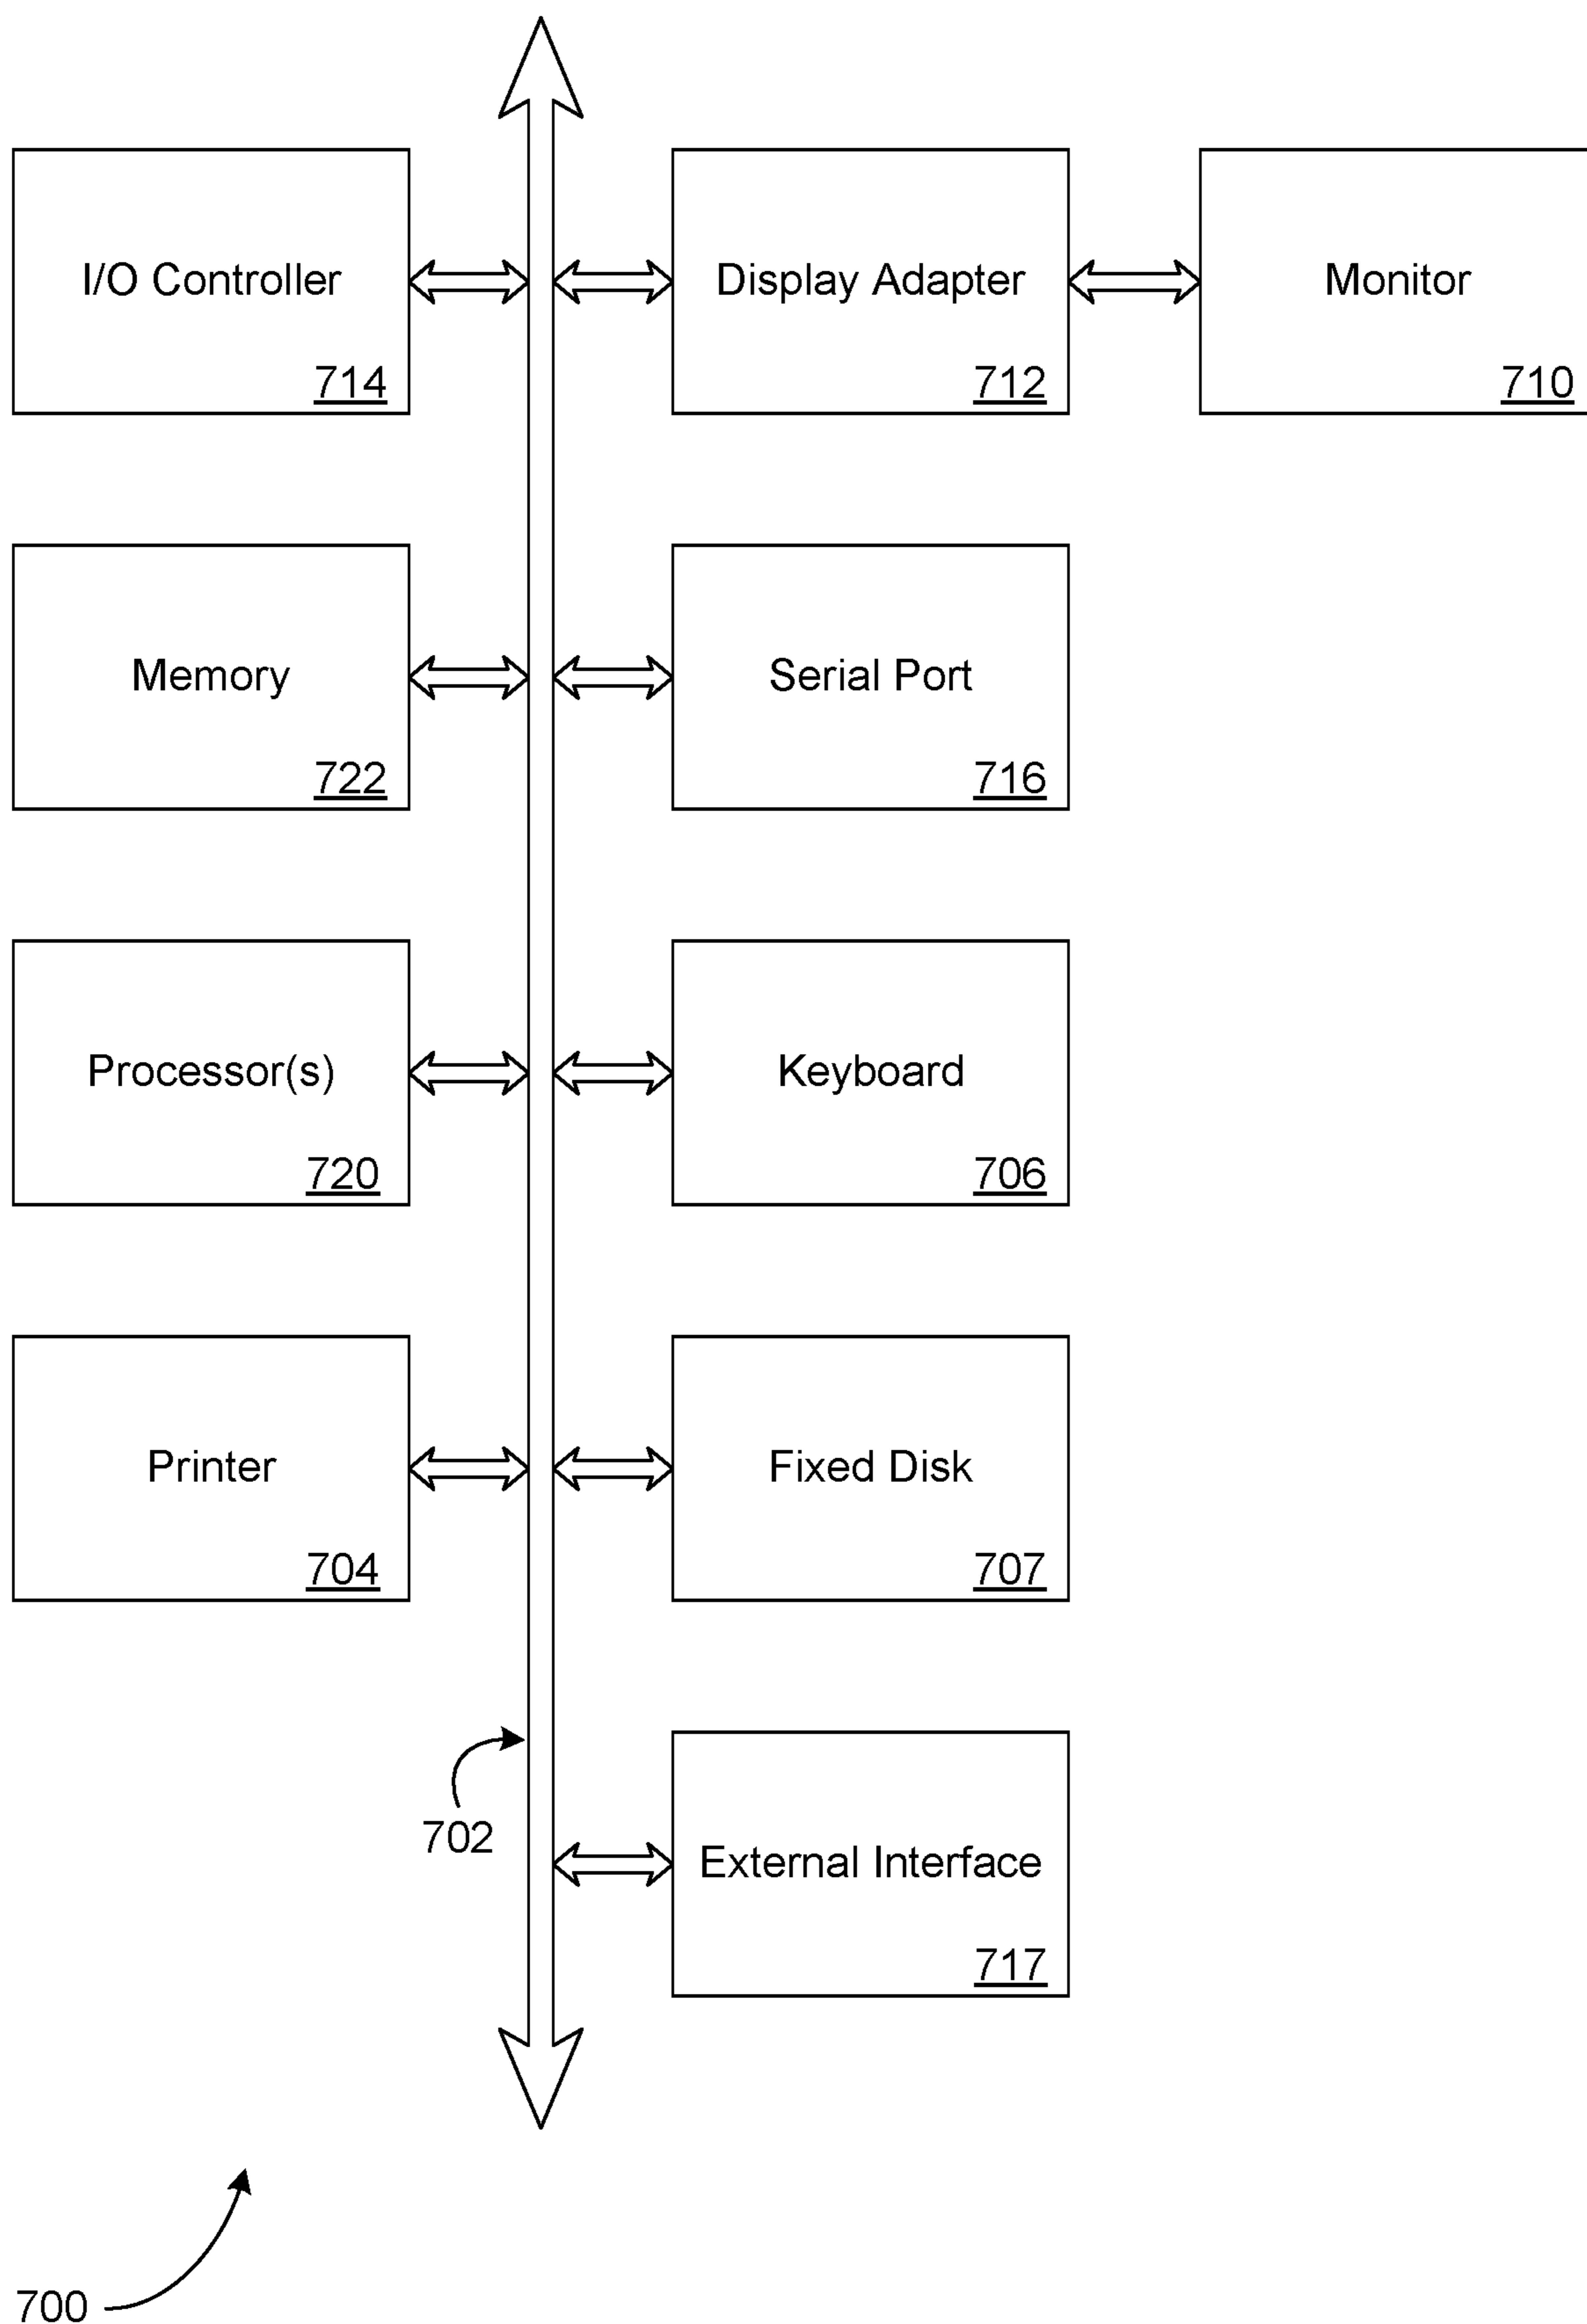 I/O Controller
714
Display Adapter
712
Monitor
710
Memory
722
Serial Port
716
Processor(s)
720
Keyboard
706
Printer
704
Fixed Disk
707
702
External Interface
717
700